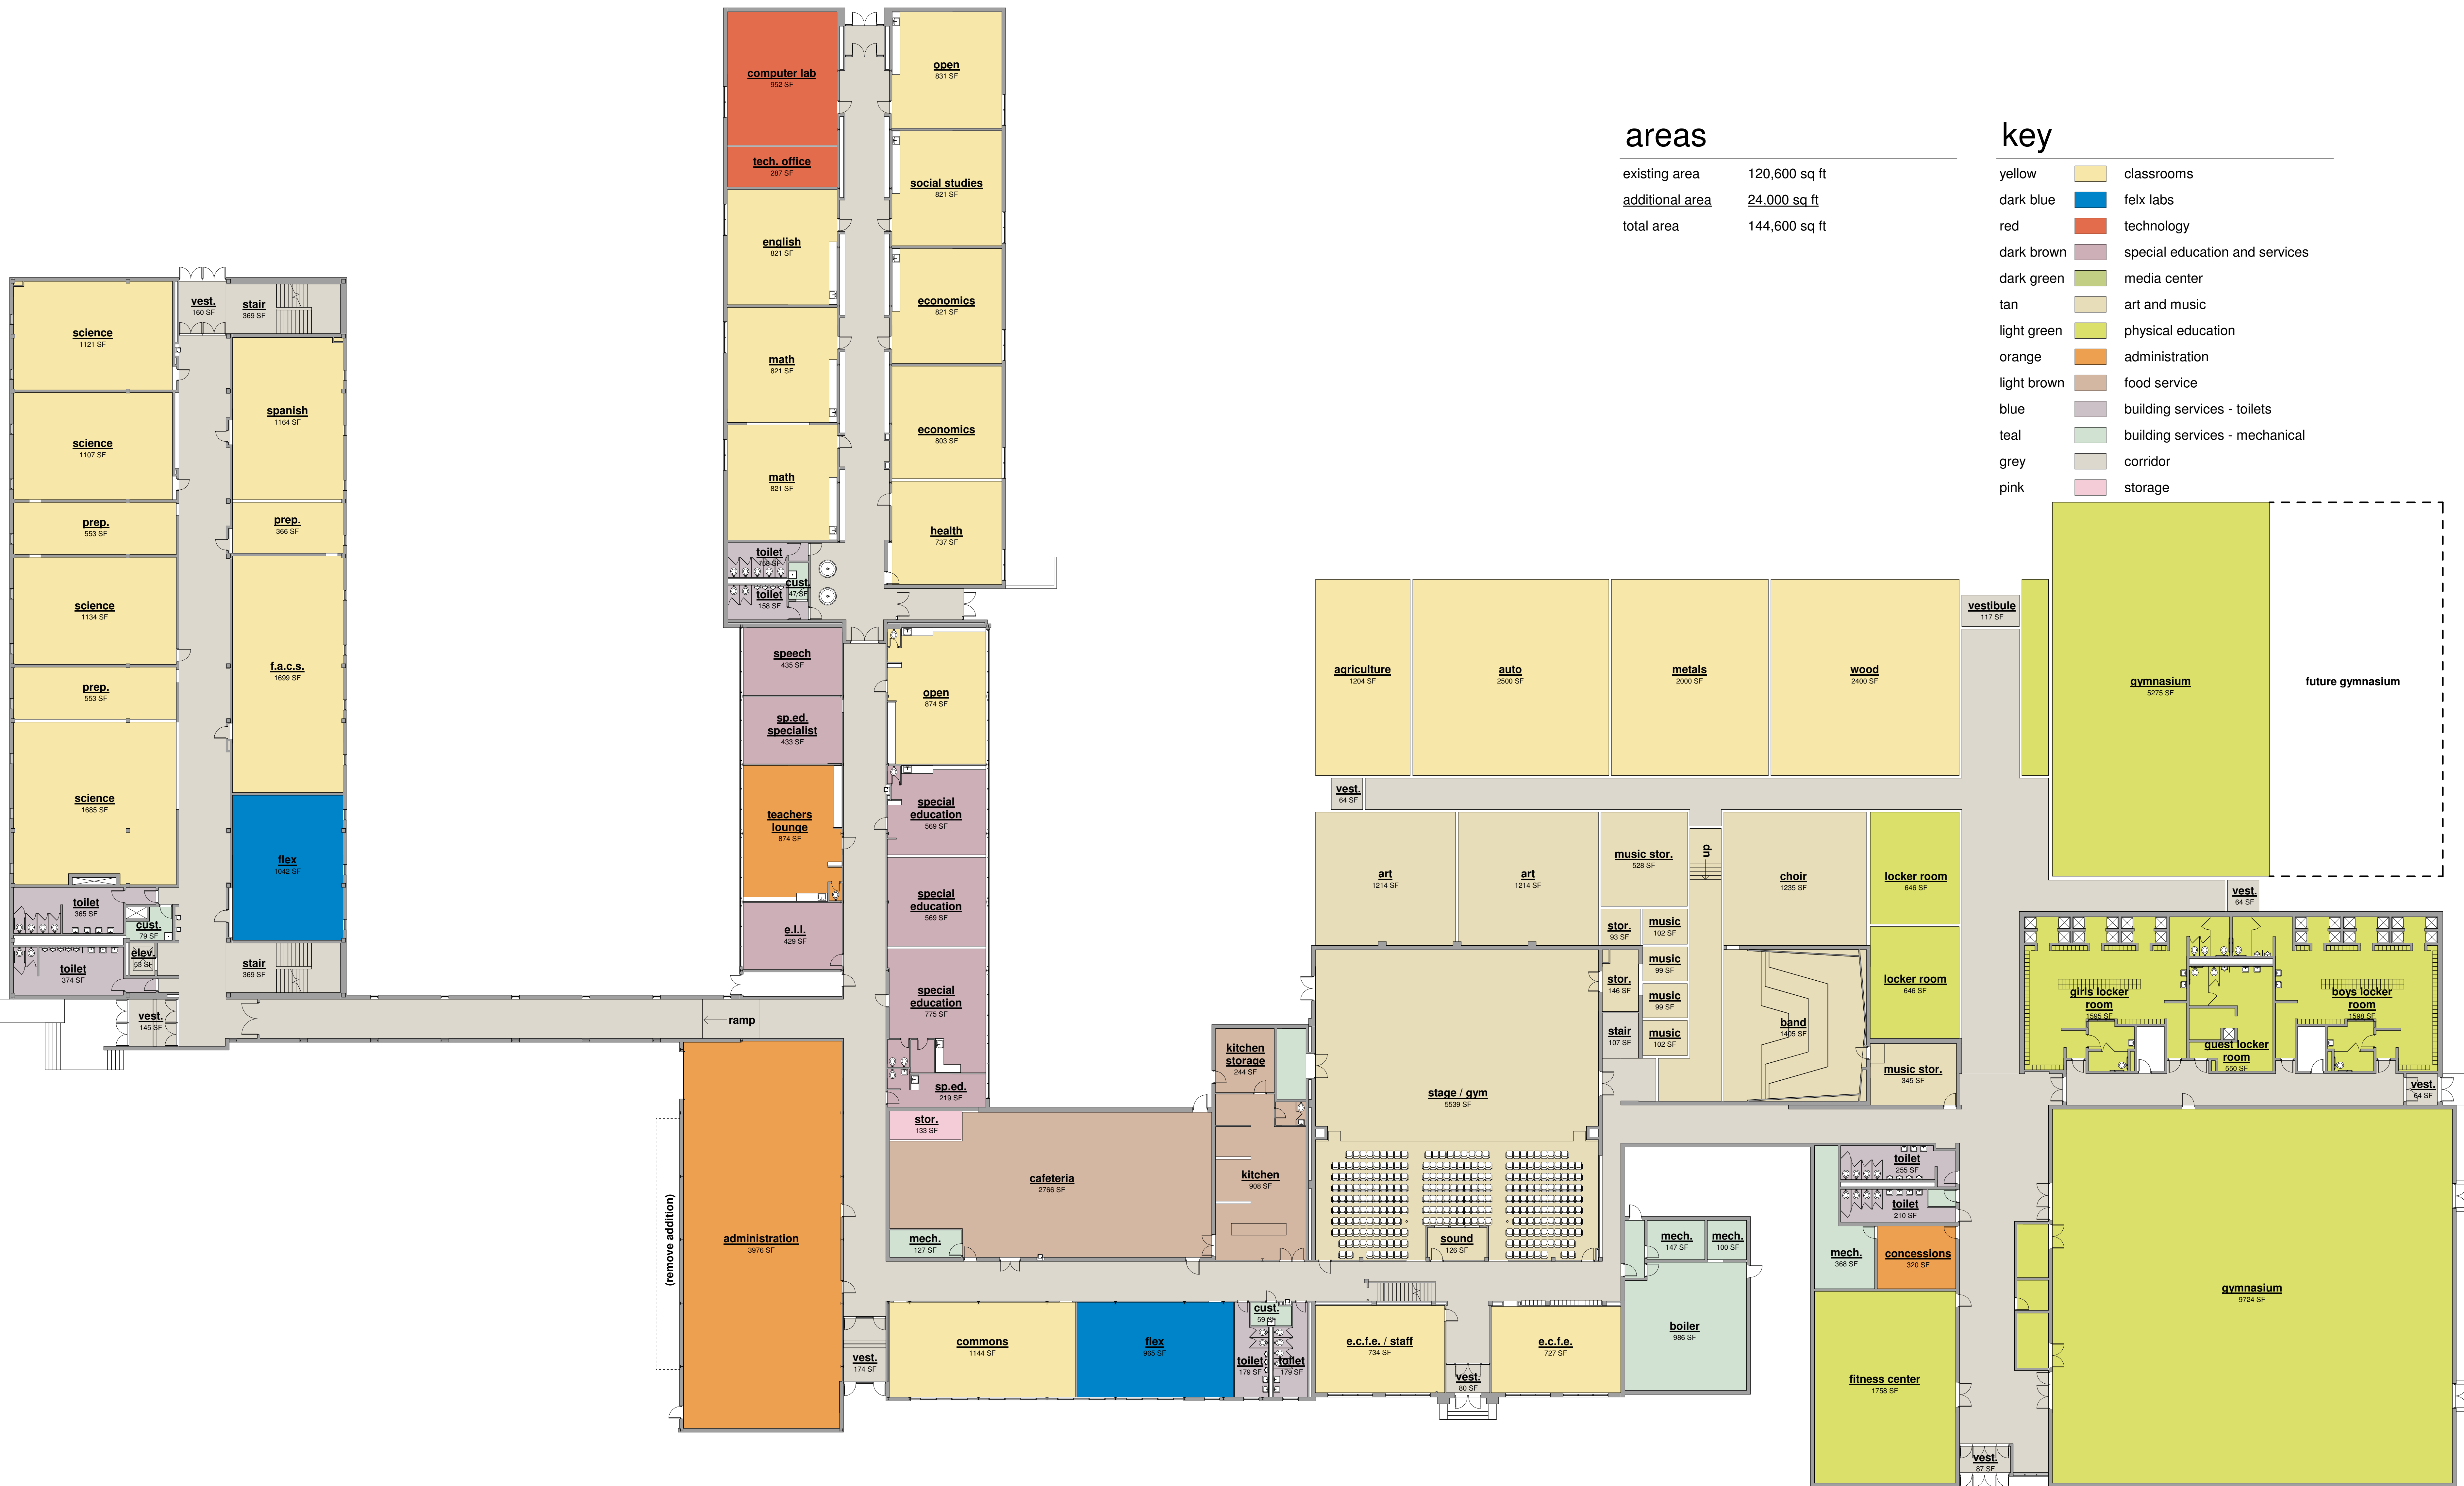 areas
existing area 120,600 sq ft
additional area 24,000 sq ft
total area 144,600 sq ft
key
yellow classrooms
dark blue felx labs
red technology
dark brown special education and services
dark green media center
tan art and music
light green physical education
orange administration
light brown food service
blue building services - toilets
teal building services - mechanical
grey corridor
pink storage
science
1121 SF
vest.
160 SF
stair
369 SF
science
1107 SF
spanish
1164 SF
prep.
553 SF
prep.
366 SF
science
1134 SF
f.a.c.s.
1699 SF
prep.
553 SF
science
1685 SF
flex
1042 SF
toilet
365 SF
cust.
79 SF
elev.
53 SF
toilet
374 SF
stair
369 SF
vest.
145 SF
ramp
computer lab
952 SF
open
831 SF
tech. office
287 SF
social studies
821 SF
english
821 SF
economics
821 SF
math
821 SF
economics
803 SF
math
821 SF
health
737 SF
toilet
158 SF
cust.
47 SF
toilet
158 SF
speech
435 SF
open
874 SF
sp.ed.
specialist
433 SF
teachers
lounge
874 SF
special
education
569 SF
special
education
569 SF
e.l.l.
429 SF
special
education
775 SF
sp.ed.
219 SF
stor.
133 SF
cafeteria
2766 SF
mech.
127 SF
kitchen
storage
244 SF
kitchen
908 SF
(remove addition)
administration
3976 SF
vest.
174 SF
commons
1144 SF
flex
965 SF
cust.
59 SF
toilet
179 SF
toilet
179 SF
e.c.f.e. / staff
734 SF
vest.
80 SF
e.c.f.e.
727 SF
agriculture
1204 SF
auto
2500 SF
metals
2000 SF
wood
2400 SF
vestibule
117 SF
gymnasium
5275 SF
future gymnasium
vest.
64 SF
art
1214 SF
art
1214 SF
music stor.
528 SF
up
choir
1235 SF
locker room
646 SF
stor.
93 SF
music
102 SF
music
99 SF
stor.
146 SF
music
99 SF
stair
107 SF
music
102 SF
band
1405 SF
locker room
646 SF
music stor.
345 SF
stage / gym
5539 SF
sound
126 SF
vest.
64 SF
girls locker
room
1595 SF
guest locker
room
550 SF
boys locker
room
1598 SF
vest.
64 SF
toilet
255 SF
toilet
210 SF
mech.
147 SF
mech.
100 SF
mech.
368 SF
concessions
320 SF
boiler
986 SF
fitness center
1758 SF
gymnasium
9724 SF
vest.
87 SF